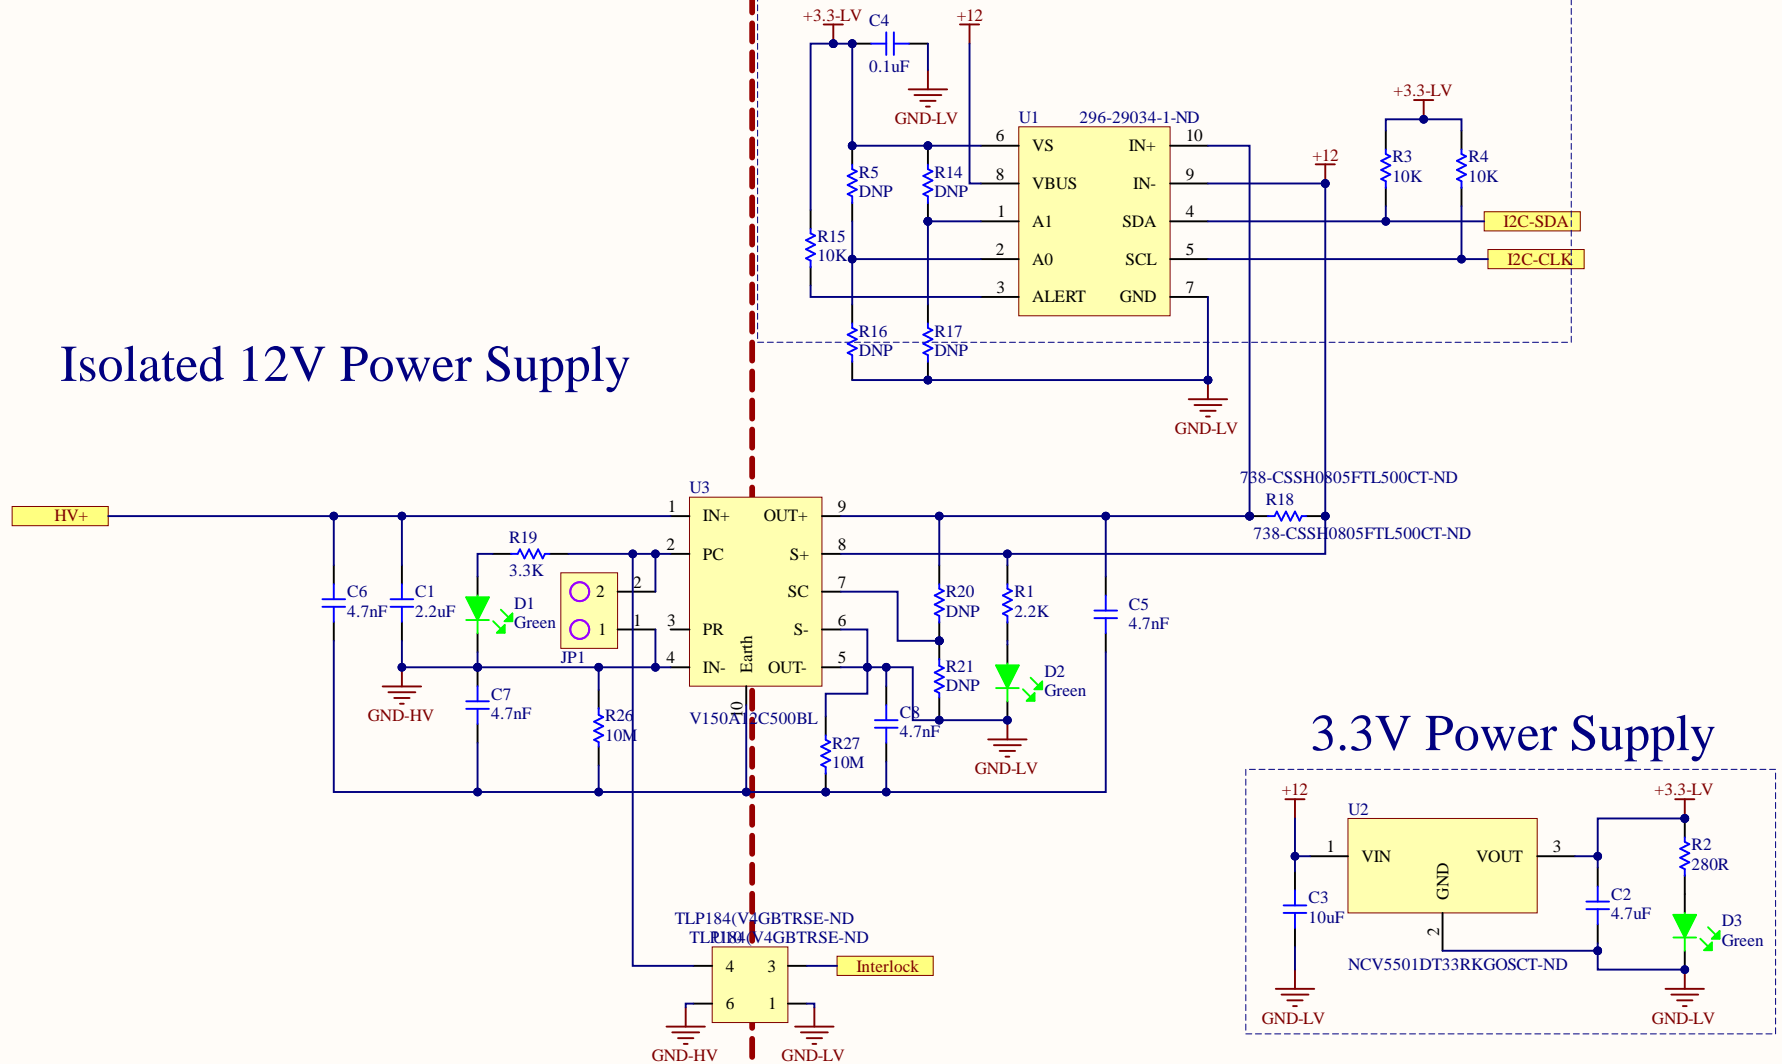 +3.3-LV
C4
+12
0.1uF
GND-LV
U1
296-29034-1-ND
+3.3-LV
6
VS
IN+
10
+12
R3
10K
R4
10K
R5
DNP
R14
DNP
8
VBUS
IN-
9
1
A1
SDA
4
I2C-SDA
R15
10K
2
A0
SCL
5
I2C-CLK
3
ALERT
GND
7
R16
DNP
R17
DNP
Isolated 12V Power Supply
GND-LV
738-CSSH0805FTL500CT-ND
R18
738-CSSH0805FTL500CT-ND
HV+
U3
1
IN+
OUT+
9
R19
3.3K
2
PC
S+
8
C6
4.7nF
C1
2.2uF
D1
Green
2
2
1
1
JP1
SC
7
R20
DNP
R1
2.2K
C5
4.7nF
3
PR
S-
6
Earth
4
IN-
OUT-
5
R21
DNP
D2
Green
GND-HV
C7
4.7nF
R26
10M
10
V150A12C500BL
C8
4.7nF
R27
10M
GND-LV
3.3V Power Supply
+12
U2
+3.3-LV
1
VIN
VOUT
3
GND
2
R2
280R
C3
10uF
C2
4.7uF
D3
Green
NCV5501DT33RKGOSCT-ND
GND-LV
GND-LV
TLP184(V4GBTRSE-ND
TLP184(V4GBTRSE-ND
4
3
Interlock
6
1
GND-HV
GND-LV